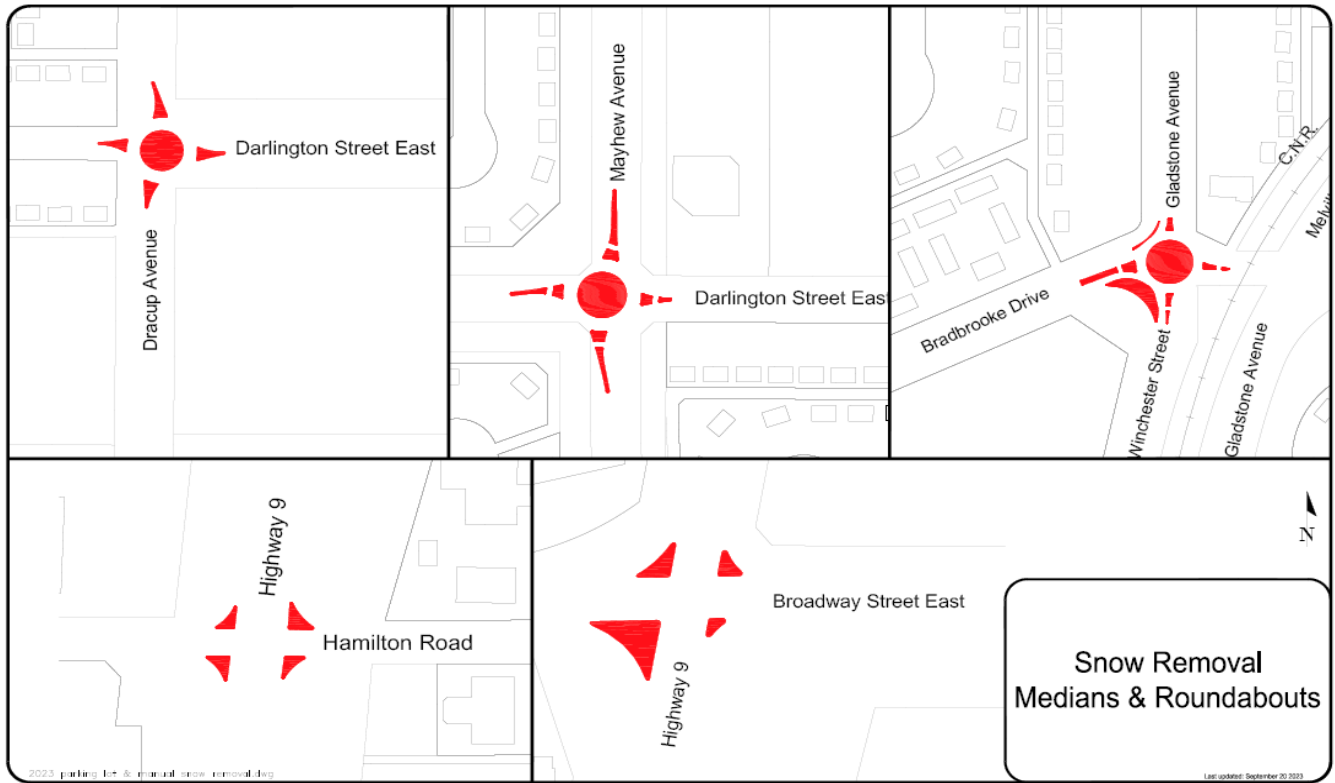 Darlington Street East
Dracup Avenue
Mayhew Avenue
Darlington Street East
Gladstone Avenue
C.N.R.
Bradbrooke Drive
Winchester Street
Gladstone Avenue
Highway 9
Hamilton Road
Broadway Street East
Highway 9
N
Snow Removal
Medians & Roundabouts
2023 parking lot & manual snow removal.dwg
Last updated: September 20 2023